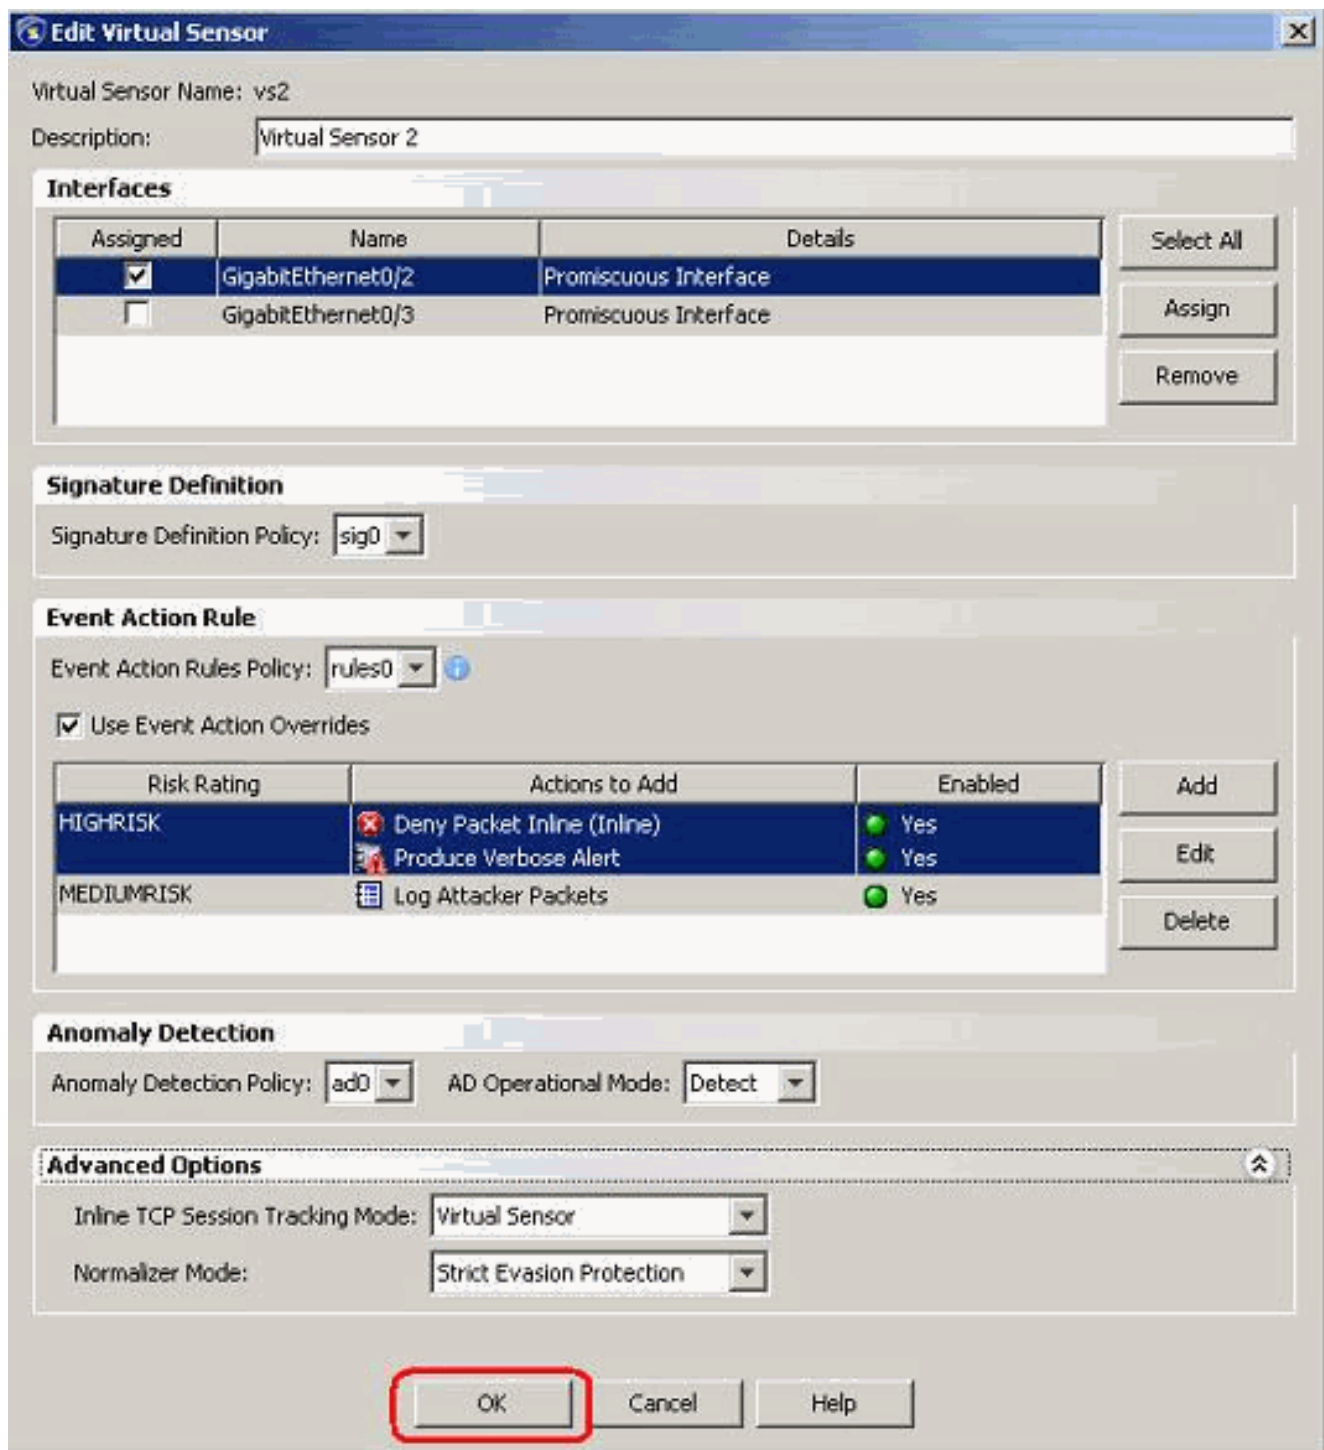 Edit Virtual Sensor
Virtual Sensor Name: vs2
Description: Virtual Sensor 2
Interfaces
Assigned Name Details
GigabitEthernet0/2 Promiscuous Interface
GigabitEthernet0/3 Promiscuous Interface
Select All
Assign
Remove
Signature Definition
Signature Definition Policy: sig0
Event Action Rule
Event Action Rules Policy: rules0
Use Event Action Overrides
Risk Rating Actions to Add Enabled
HIGHRISK Deny Packet Inline (Inline) Yes
Produce Verbose Alert Yes
MEDIUMRISK Log Attacker Packets Yes
Add
Edit
Delete
Anomaly Detection
Anomaly Detection Policy: ad0 AD Operational Mode: Detect
Advanced Options
Inline TCP Session Tracking Mode: Virtual Sensor
Normalizer Mode: Strict Evasion Protection
OK Cancel Help